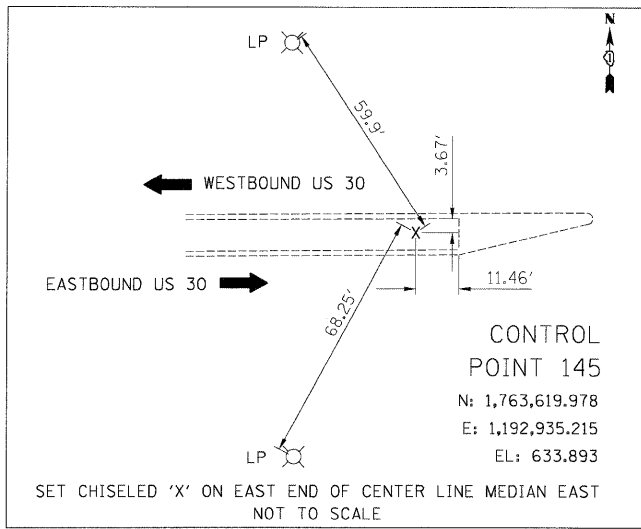 LP
N
59.9'
3.67'
WESTBOUND US 30
X
EASTBOUND US 30
11.46'
68.25'
CONTROL
POINT 145
N: 1,763,619.978
E: 1,192,935.215
EL: 633.893
LP
SET CHISELED 'X' ON EAST END OF CENTER LINE MEDIAN EAST
NOT TO SCALE